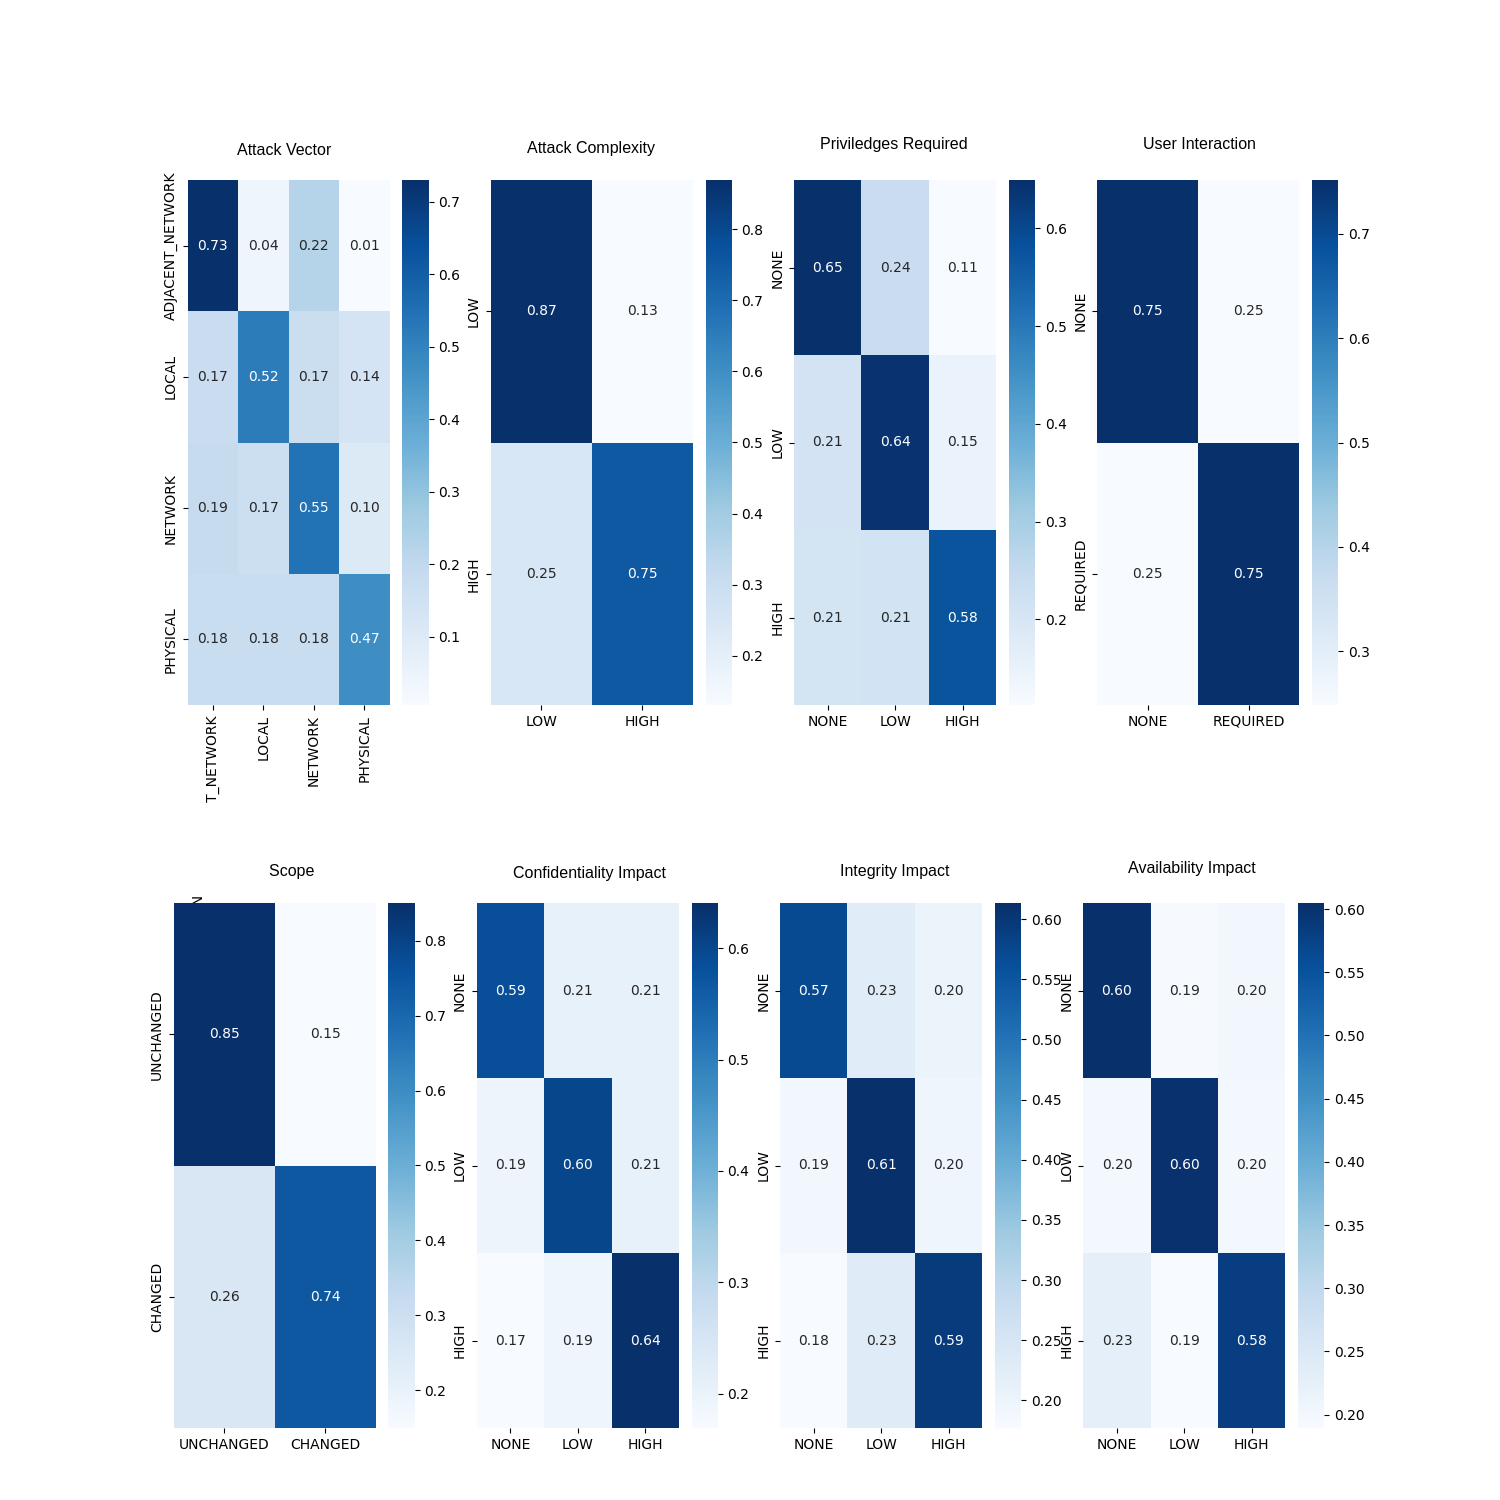 Attack Vector
ADJACENT_NETWORK
LOCAL
NETWORK
PHYSICAL
0.73 0.04 0.22 0.01
0.17 0.52 0.17 0.14
0.19 0.17 0.55 0.10
0.18 0.18 0.18 0.47
T_NETWORK
LOCAL
NETWORK
PHYSICAL
0.7
0.6
0.5
0.4
0.3
0.2
0.1
Attack Complexity
LOW
HIGH
0.87 0.13
0.25 0.75
LOW HIGH
0.8
0.7
0.6
0.5
0.4
0.3
0.2
Priviledges Required
NONE
LOW
HIGH
0.65 0.24 0.11
0.21 0.64 0.15
0.21 0.21 0.58
NONE LOW HIGH
0.6
0.5
0.4
0.3
0.2
User Interaction
NONE
REQUIRED
0.75 0.25
0.25 0.75
NONE REQUIRED
0.7
0.6
0.5
0.4
0.3
Scope
UNCHANGED
CHANGED
0.85 0.15
0.26 0.74
UNCHANGED CHANGED
0.8
0.7
0.6
0.5
0.4
0.3
0.2
Confidentiality Impact
NONE
LOW
HIGH
0.59 0.21 0.21
0.19 0.60 0.21
0.17 0.19 0.64
NONE LOW HIGH
0.6
0.5
0.4
0.3
0.2
Integrity Impact
NONE
LOW
HIGH
0.57 0.23 0.20
0.19 0.61 0.20
0.18 0.23 0.59
NONE LOW HIGH
0.60
0.55
0.50
0.45
0.40
0.35
0.30
0.25
0.20
Availability Impact
NONE
LOW
HIGH
0.60 0.19 0.20
0.20 0.60 0.20
0.23 0.19 0.58
NONE LOW HIGH
0.60
0.55
0.50
0.45
0.40
0.35
0.30
0.25
0.20